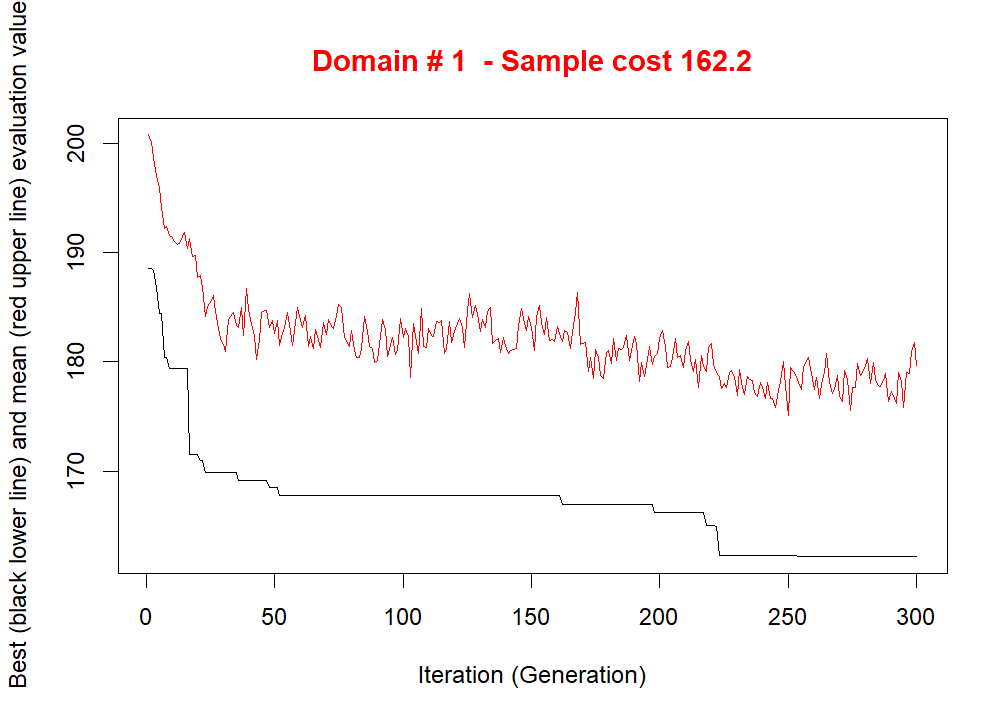 Domain # 1  - Sample cost 162.2
Best (black lower line) and mean (red upper line) evaluation value
200
190
180
170
0 50 100 150 200 250 300
Iteration (Generation)